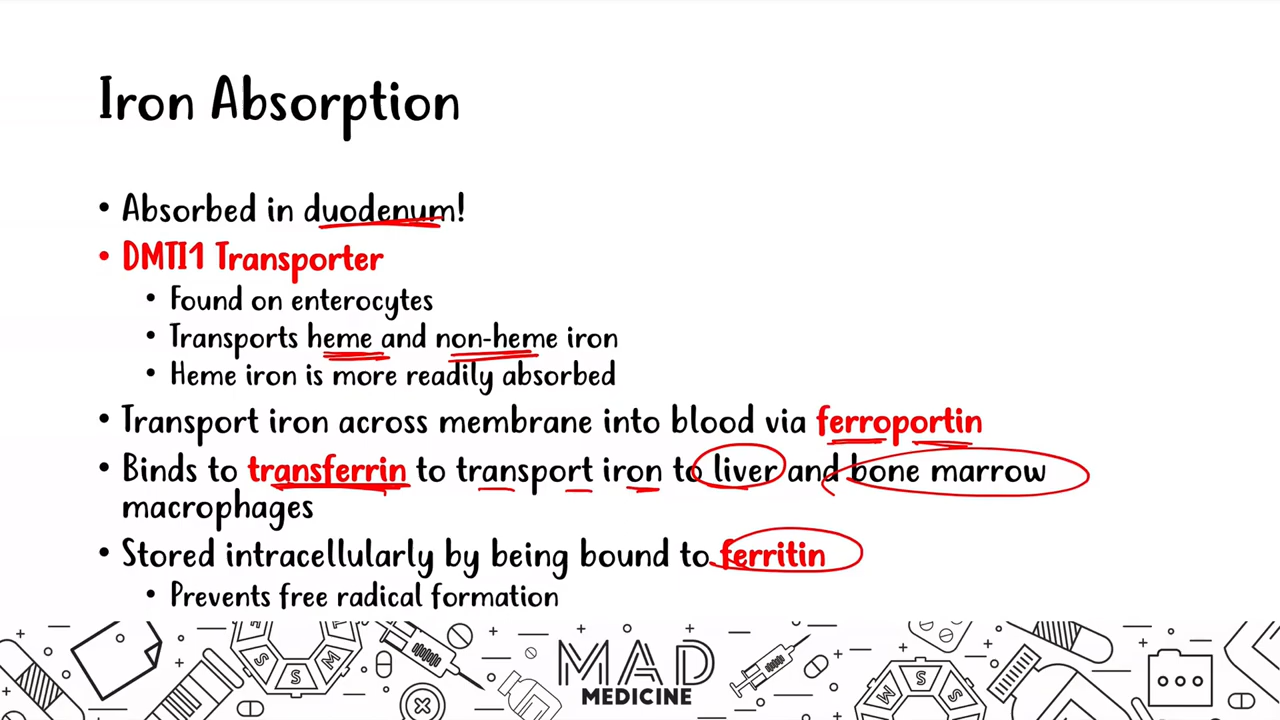 Iron Absorption
• Absorbed in duodenum!
• DMTI1 Transporter
• Found on enterocytes
• Transports heme and non-heme iron
• Heme iron is more readily absorbed
• Transport iron across membrane into blood via ferroportin
• Binds to transferrin to transport iron to liver and bone marrow
macrophages
• Stored intracellularly by being bound to ferritin
• Prevents free radical formation
MAD
MEDICINE